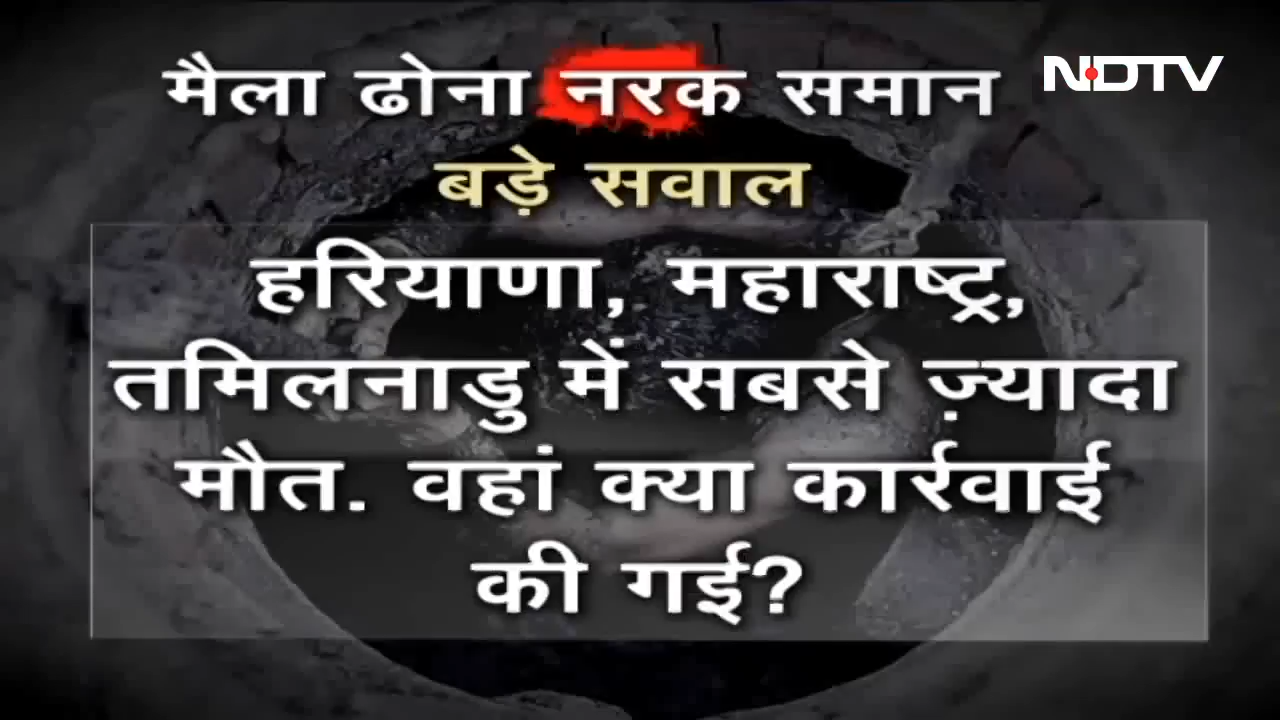 मैला ढोना नरक समान
NDTV
बड़े सवाल
हरियाणा, महाराष्ट्र,
तमिलनाडु में सबसे ज़्यादा
मौत. वहां क्या कार्रवाई
की गई?